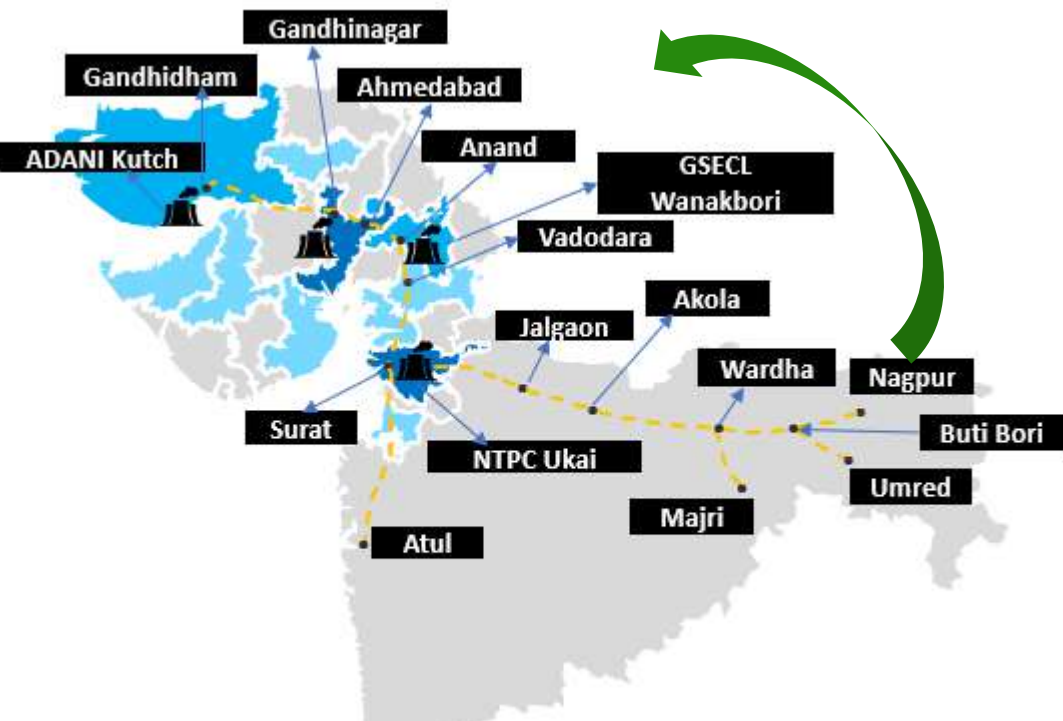 Gandhinagar
Gandhidham
Ahmedabad
ADANI Kutch
Anand
GSECL
Wanakbori
Vadodara
Akola
Jalgaon
Wardha
Nagpur
Surat
Buti Bori
NTPC Ukai
Umred
Majri
Atul